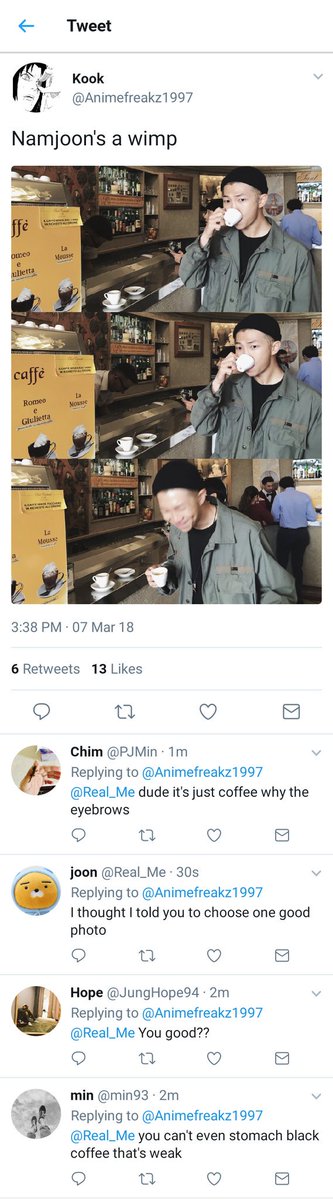 Tweet
Kook
@Animefreakz1997
Namjoon's a wimp
ffè
Romeo
e
Giulietta
La
Mousse
caffè
Romeo
e
Giulietta
La
Mousse
La
Mousse
3:38 PM · 07 Mar 18
6 Retweets 13 Likes
Chim @PJMin · 1m
Replying to @Animefreakz1997
@Real_Me dude it's just coffee why the
eyebrows
joon @Real_Me · 30s
Replying to @Animefreakz1997
I thought I told you to choose one good
photo
Hope @JungHope94 · 2m
Replying to @Animefreakz1997
@Real_Me You good??
min @min93 · 2m
Replying to @Animefreakz1997
@Real_Me you can't even stomach black
coffee that's weak